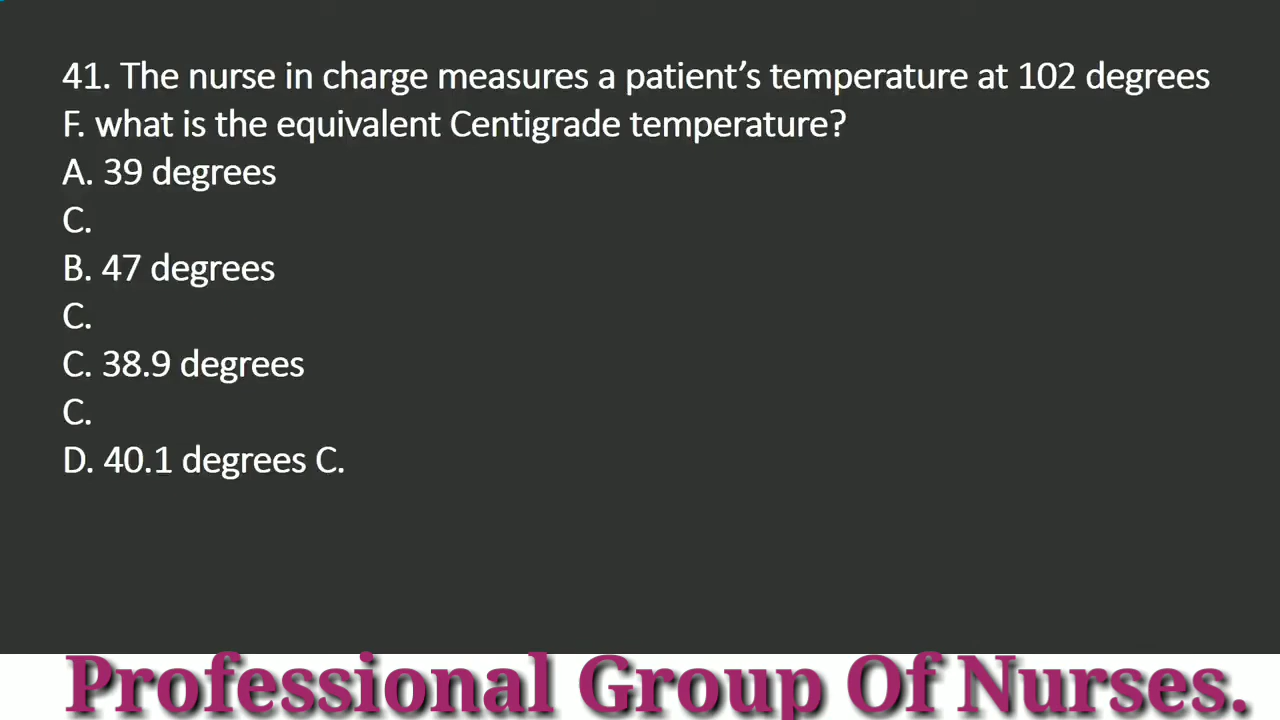 41. The nurse in charge measures a patient’s temperature at 102 degrees
F. what is the equivalent Centigrade temperature?
A. 39 degrees
C.
B. 47 degrees
C.
C. 38.9 degrees
C.
D. 40.1 degrees C.
Professional Group Of Nurses.